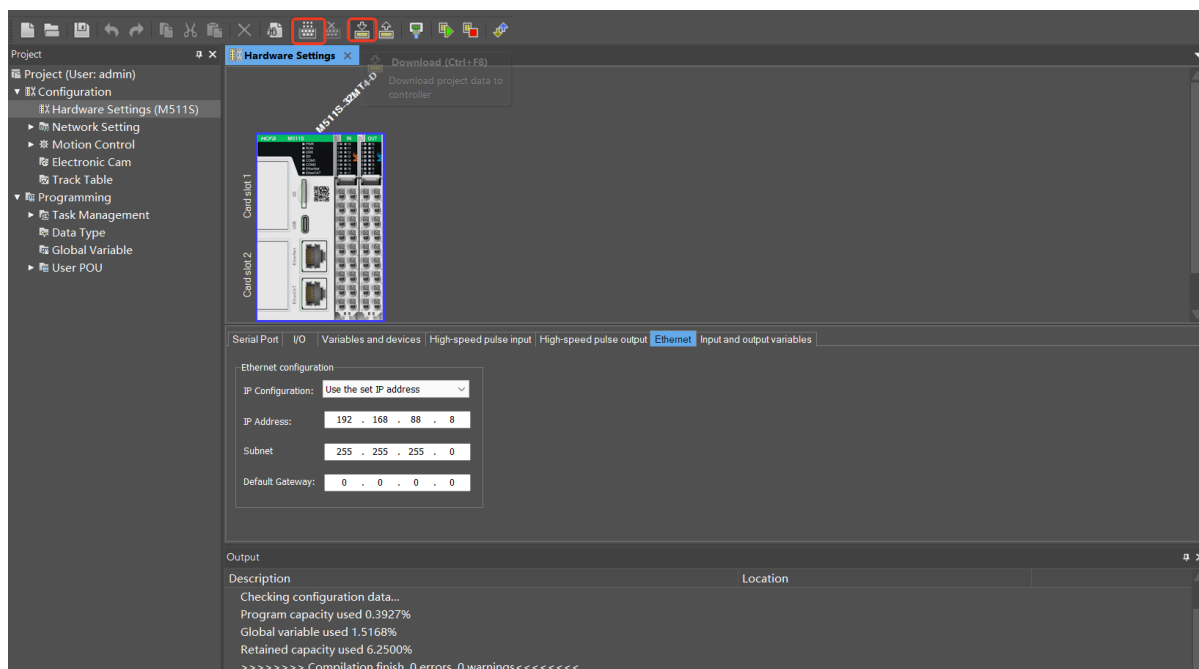 Project
Hardware Settings
Download (Ctrl+F8)
Download project data to
controller
Project (User: admin)
Configuration
Hardware Settings (M511S)
Network Setting
Motion Control
Electronic Cam
Track Table
Programming
Task Management
Data Type
Global Variable
User POU
M511S-32MT4-D
HCFA M511S IN OUT
Card slot 1
Card slot 2
Serial Port I/O Variables and devices High-speed pulse input High-speed pulse output Ethernet Input and output variables
Ethernet configuration
IP Configuration: Use the set IP address
IP Address: 192 . 168 . 88 . 8
Subnet 255 . 255 . 255 . 0
Default Gateway: 0 . 0 . 0 . 0
Output
Description Location
Checking configuration data...
Program capacity used 0.3927%
Global variable used 1.5168%
Retained capacity used 6.2500%
>>>>>>>> Compilation finish, 0 errors, 0 warnings<<<<<<<<